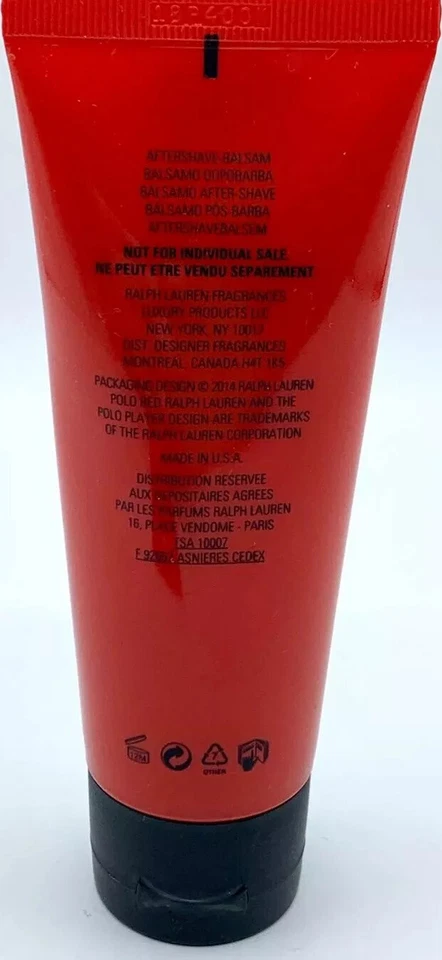 AFTERSHAVE-BALSAM
BALSAMO DOPOBARBA
BALSAMO AFTER-SHAVE
BALSAMO PÓS-BARBA
AFTERSHAVEBALSEM
NOT FOR INDIVIDUAL SALE
NE PEUT ETRE VENDU SEPAREMENT
RALPH LAUREN FRAGRANCES
LUXURY PRODUCTS LLC
NEW YORK, NY 10017
DIST. DESIGNER FRAGRANCES
MONTREAL, CANADA H4T 1K5
PACKAGING DESIGN © 2014 RALPH LAUREN
POLO RED RALPH LAUREN AND THE
POLO PLAYER DESIGN ARE TRADEMARKS
OF THE RALPH LAUREN CORPORATION
MADE IN U.S.A.
DISTRIBUTION RESERVEE
AUX DEPOSITAIRES AGREES
PAR LES PARFUMS RALPH LAUREN
16, PLACE VENDOME - PARIS
TSA 10007
F ASNIERES CEDEX
12M
7
OTHER